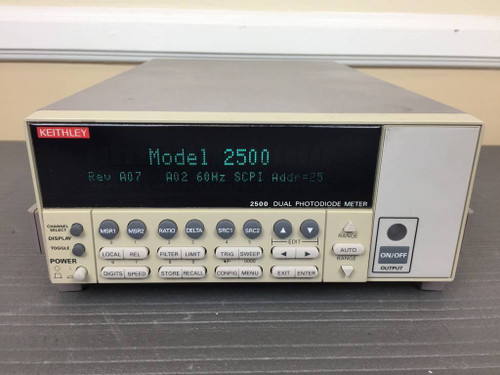 KEITHLEY
Model 2500
Rev A07 A02 60Hz SCPI Addr=25
2500 DUAL PHOTODIODE METER
CHANNEL SELECT
DISPLAY
TOGGLE
POWER
MSR1 MSR2 RATIO DELTA SRC1 SRC2
EDIT
LOCAL REL FILTER LIMIT TRIG SWEEP
DIGITS SPEED STORE RECALL CONFIG MENU EXIT ENTER
RANGE
AUTO
RANGE
ON/OFF
OUTPUT